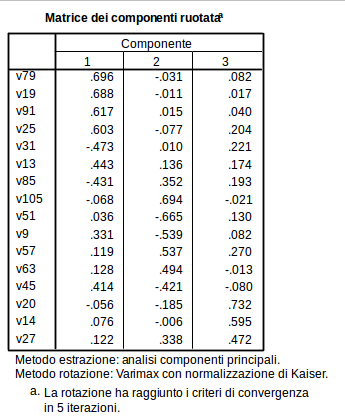 Matrice dei componenti ruotataª
Componente
1 2 3
v79 .696 -.031 .082
v19 .688 -.011 .017
v91 .617 .015 .040
v25 .603 -.077 .204
v31 -.473 .010 .221
v13 .443 .136 .174
v85 -.431 .352 .193
v105 -.068 .694 -.021
v51 .036 -.665 .130
v9 .331 -.539 .082
v57 .119 .537 .270
v63 .128 .494 -.013
v45 .414 -.421 -.080
v20 -.056 -.185 .732
v14 .076 -.006 .595
v27 .122 .338 .472
Metodo estrazione: analisi componenti principali.
Metodo rotazione: Varimax con normalizzazione di Kaiser.
a. La rotazione ha raggiunto i criteri di convergenza
in 5 iterazioni.